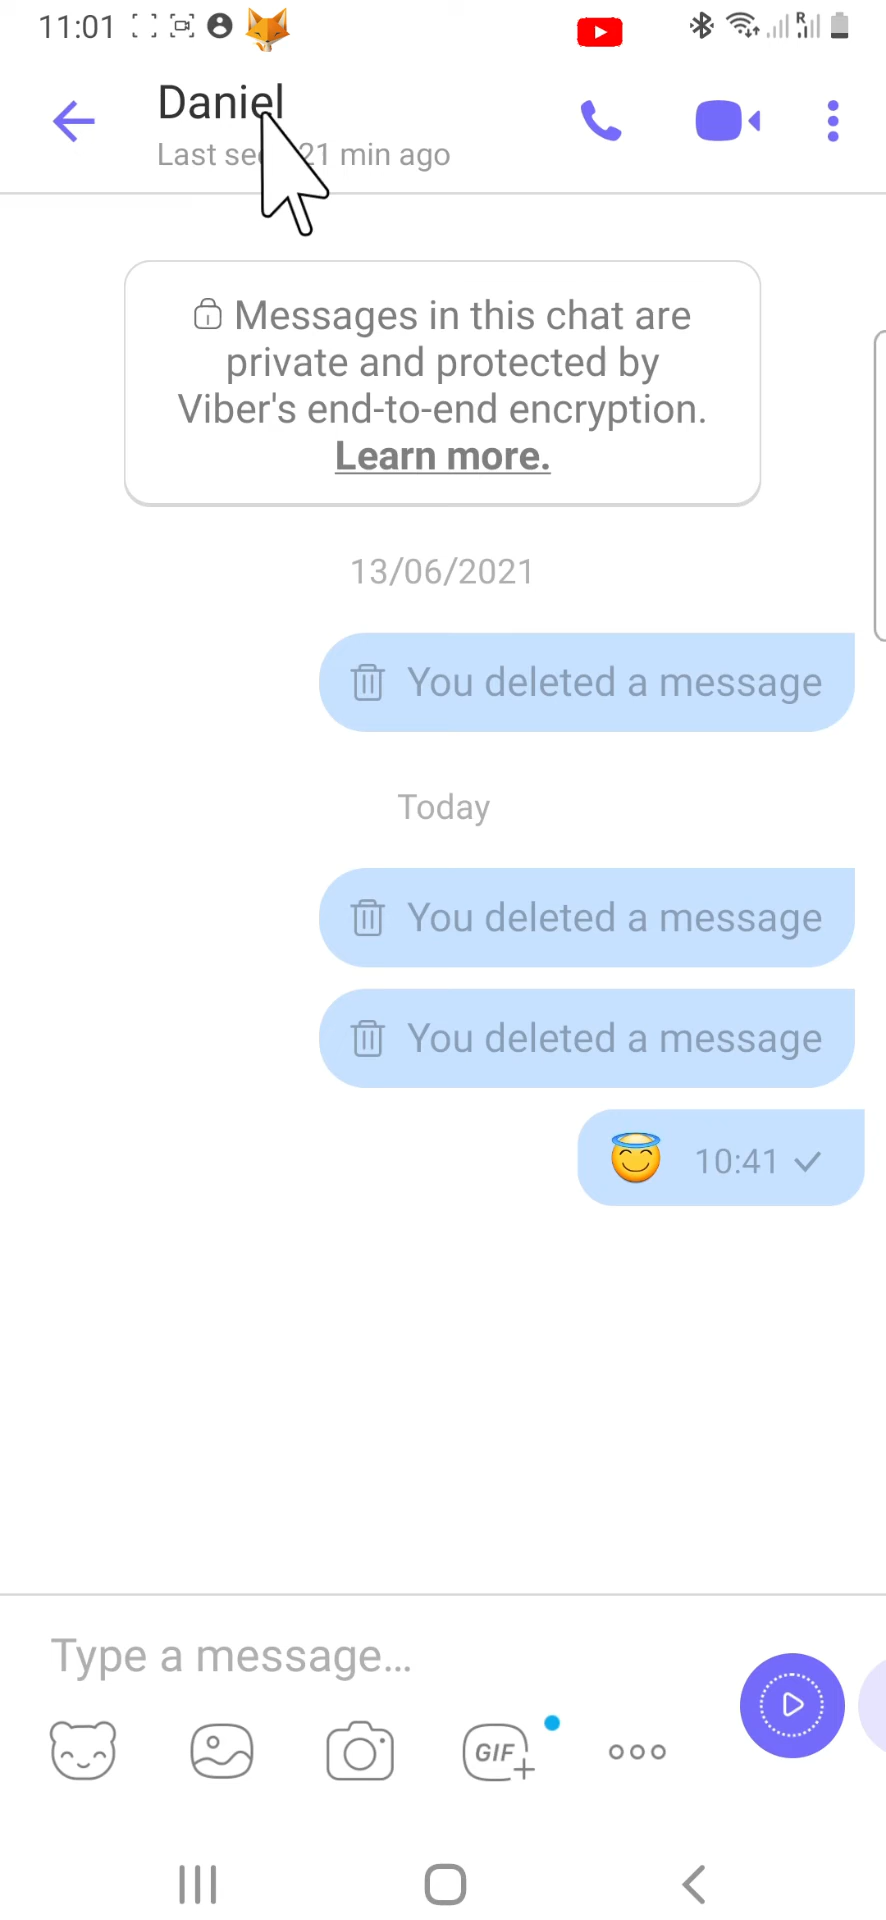 11:01
Daniel
Last see 21 min ago
Messages in this chat are
private and protected by
Viber's end-to-end encryption.
Learn more.
13/06/2021
You deleted a message
Today
You deleted a message
You deleted a message
10:41
Type a message...
GIF